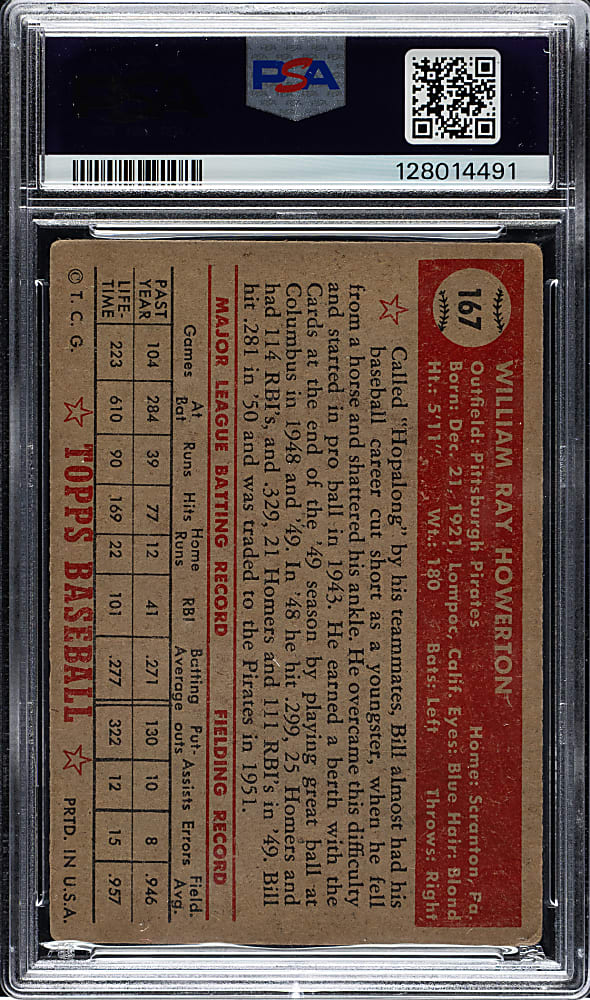 PSA
128014491
167
WILLIAM RAY HOWERTON
Outfield: Pittsburgh Pirates Home: Scranton, Pa.
Born: Dec. 21, 1921, Lompoc, Calif. Eyes: Blue Hair: Blond
Ht.: 5'11" Wt.: 180 Bats: Left Throws: Right
Called "Hopalong" by his teammates, Bill almost had his
baseball career cut short as a youngster, when he fell
from a horse and shattered his ankle. He overcame this difficulty
and started in pro ball in 1943. He earned a berth with the
Cards at the end of the '49 season by playing great ball at
Columbus in 1948 and '49. In '48 he hit .299, 25 Homers and
had 114 RBI's, and .329, 21 Homers and 111 RBI's in '49. Bill
hit .281 in '50 and was traded to the Pirates in 1951.
MAJOR LEAGUE BATTING RECORD FIELDING RECORD
Games At Bat Runs Hits Home Runs RBI Batting Average Put-outs Assists Errors Field. Avg.
PAST YEAR 104 284 39 77 12 41 .271 130 10 8 .946
LIFE-TIME 223 610 90 169 22 101 .277 322 12 15 .957
© T. C. G. TOPPS BASEBALL PRTD. IN U.S.A.